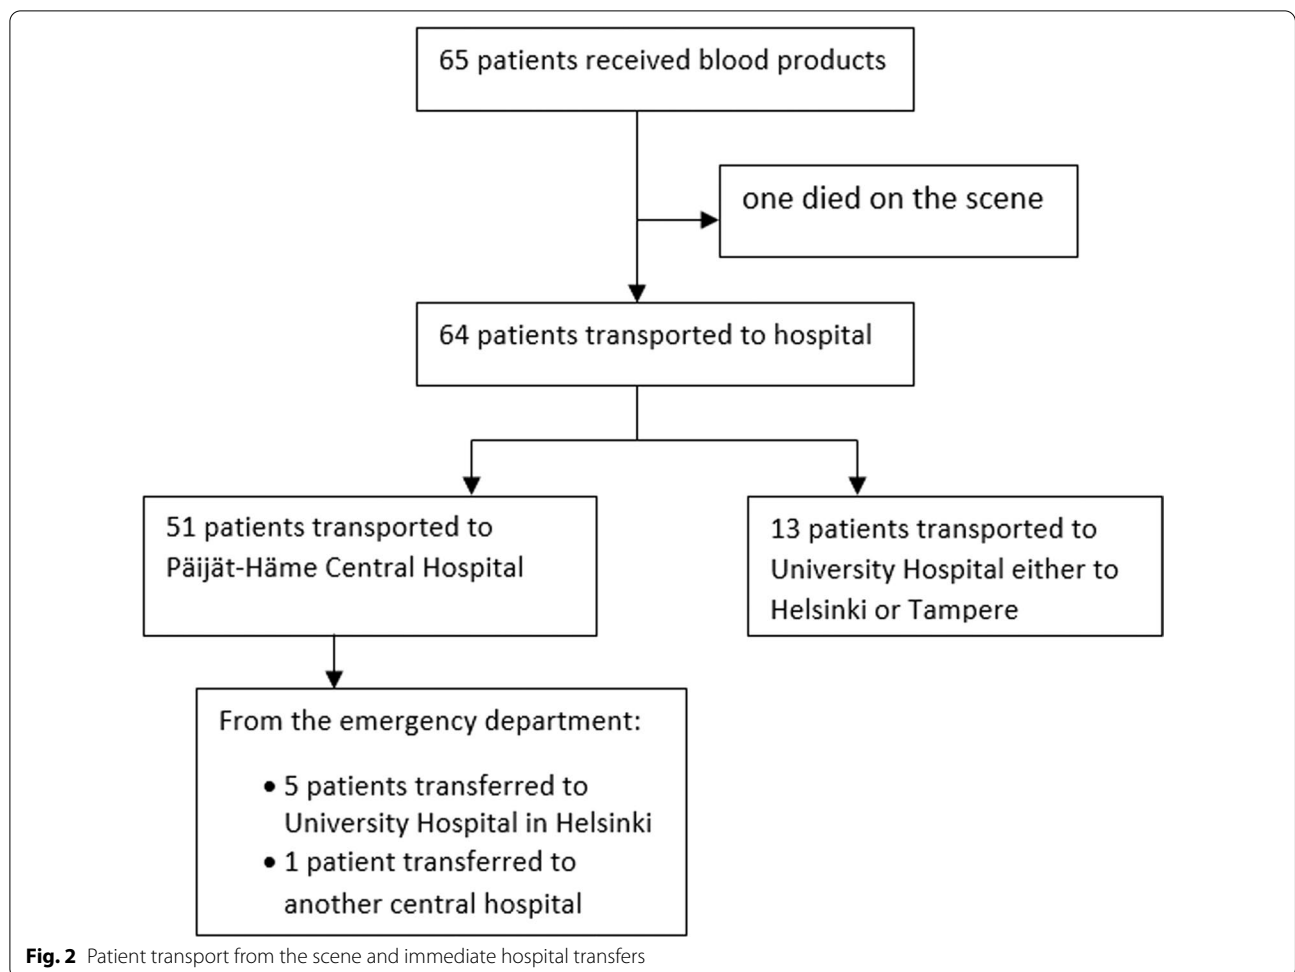 65 patients received blood products
one died on the scene
64 patients transported to hospital
51 patients transported to
Päijät-Häme Central Hospital
13 patients transported to
University Hospital either to
Helsinki or Tampere
From the emergency department:
• 5 patients transferred to
University Hospital in Helsinki
• 1 patient transferred to
another central hospital
Fig. 2 Patient transport from the scene and immediate hospital transfers